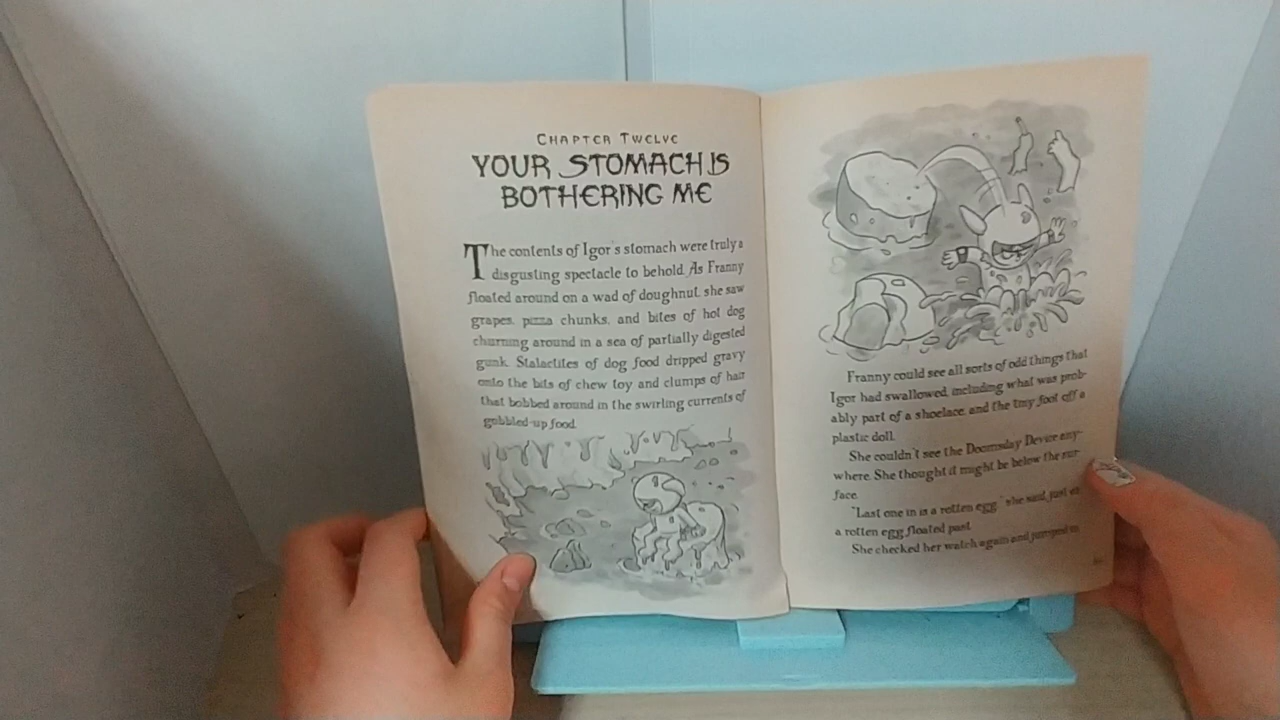 CHAPTER TWELVE
YOUR STOMACH IS
BOTHERING ME
The contents of Igor's stomach were truly a
disgusting spectacle to behold. As Franny
floated around on a wad of doughnut, she saw
grapes, pizza chunks, and bites of hot dog
churning around in a sea of partially digested
gunk. Stalactites of dog food dripped gravy
onto the bits of chew toy and clumps of hair
that bobbed around in the swirling currents of
gobbled-up food.
Franny could see all sorts of odd things that
Igor had swallowed, including what was prob-
ably part of a shoelace, and the tiny foot off a
plastic doll.
She couldn't see the Doomsday Device any-
where. She thought it might be below the sur-
face.
"Last one in is a rotten egg," she said, just as
a rotten egg floated past.
She checked her watch again and jumped in.